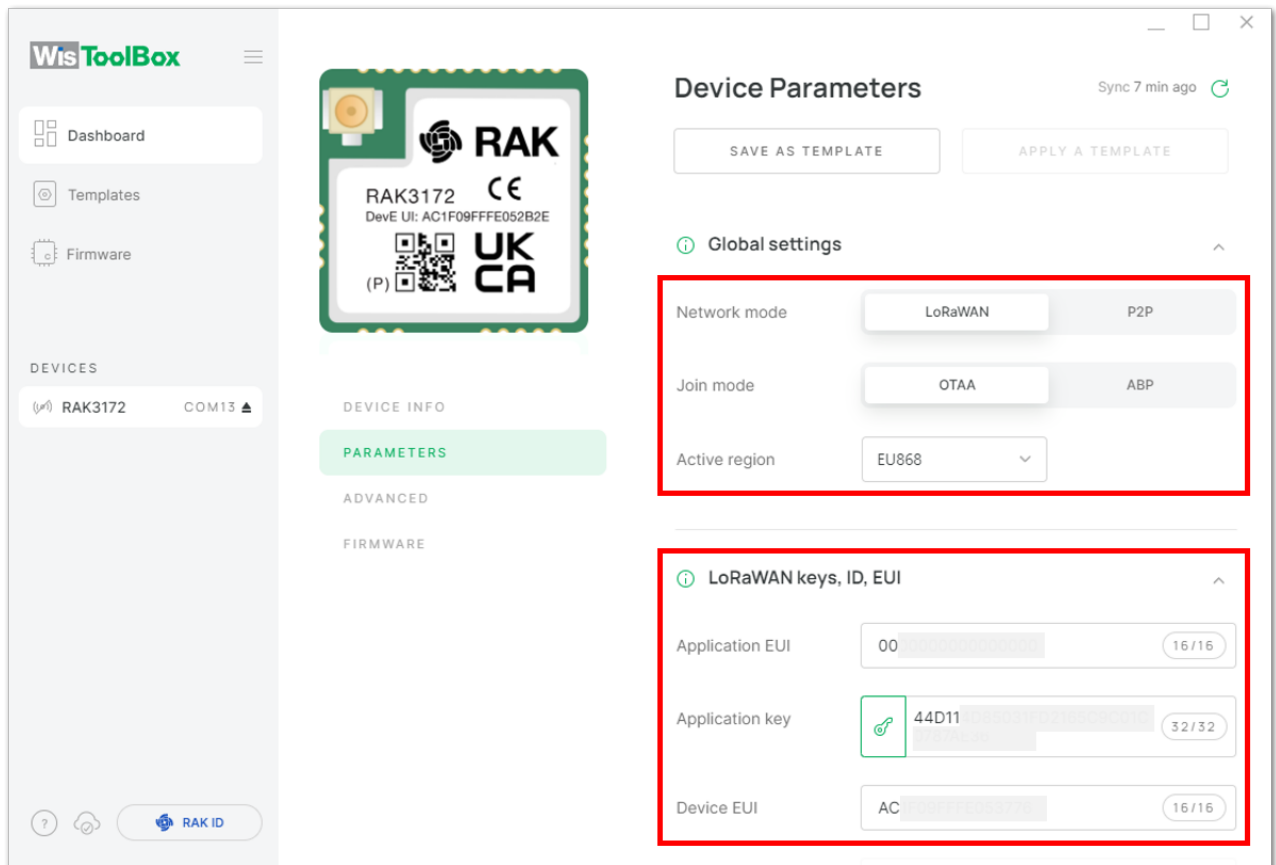 WisToolBox
Dashboard
Templates
Firmware
DEVICES
RAK3172 COM13
?
RAK ID
RAK
RAK3172
DevE UI: AC1F09FFFE052B2E
(P)
UK
CA
DEVICE INFO
PARAMETERS
ADVANCED
FIRMWARE
Device Parameters
Sync 7 min ago
SAVE AS TEMPLATE
APPLY A TEMPLATE
Global settings
Network mode LoRaWAN P2P
Join mode OTAA ABP
Active region EU868
LoRaWAN keys, ID, EUI
Application EUI 00 16/16
Application key 44D11 32/32
Device EUI AC 16/16